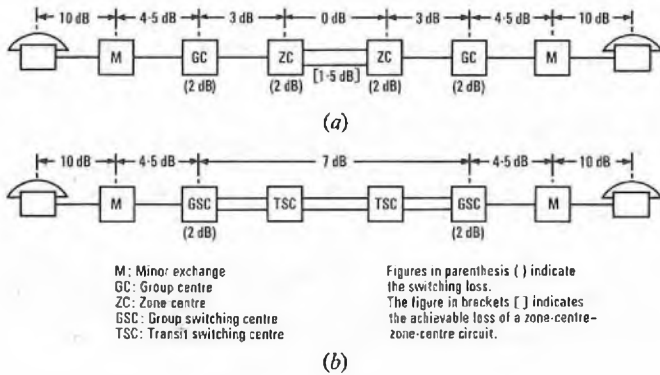 10 dB 4·5 dB 3 dB 0 dB 3 dB 4·5 dB 10 dB
M GC ZC ZC GC M
(2 dB) (2 dB) [1·5 dB] (2 dB) (2 dB)
(a)
10 dB 4·5 dB 7 dB 4·5 dB 10 dB
M GSC TSC TSC GSC M
(2 dB) (2 dB)
M: Minor exchange
GC: Group centre
ZC: Zone centre
GSC: Group switching centre
TSC: Transit switching centre
Figures in parenthesis ( ) indicate
the switching loss.
The figure in brackets [ ] indicates
the achievable loss of a zone-centre–
zone-centre circuit.
(b)